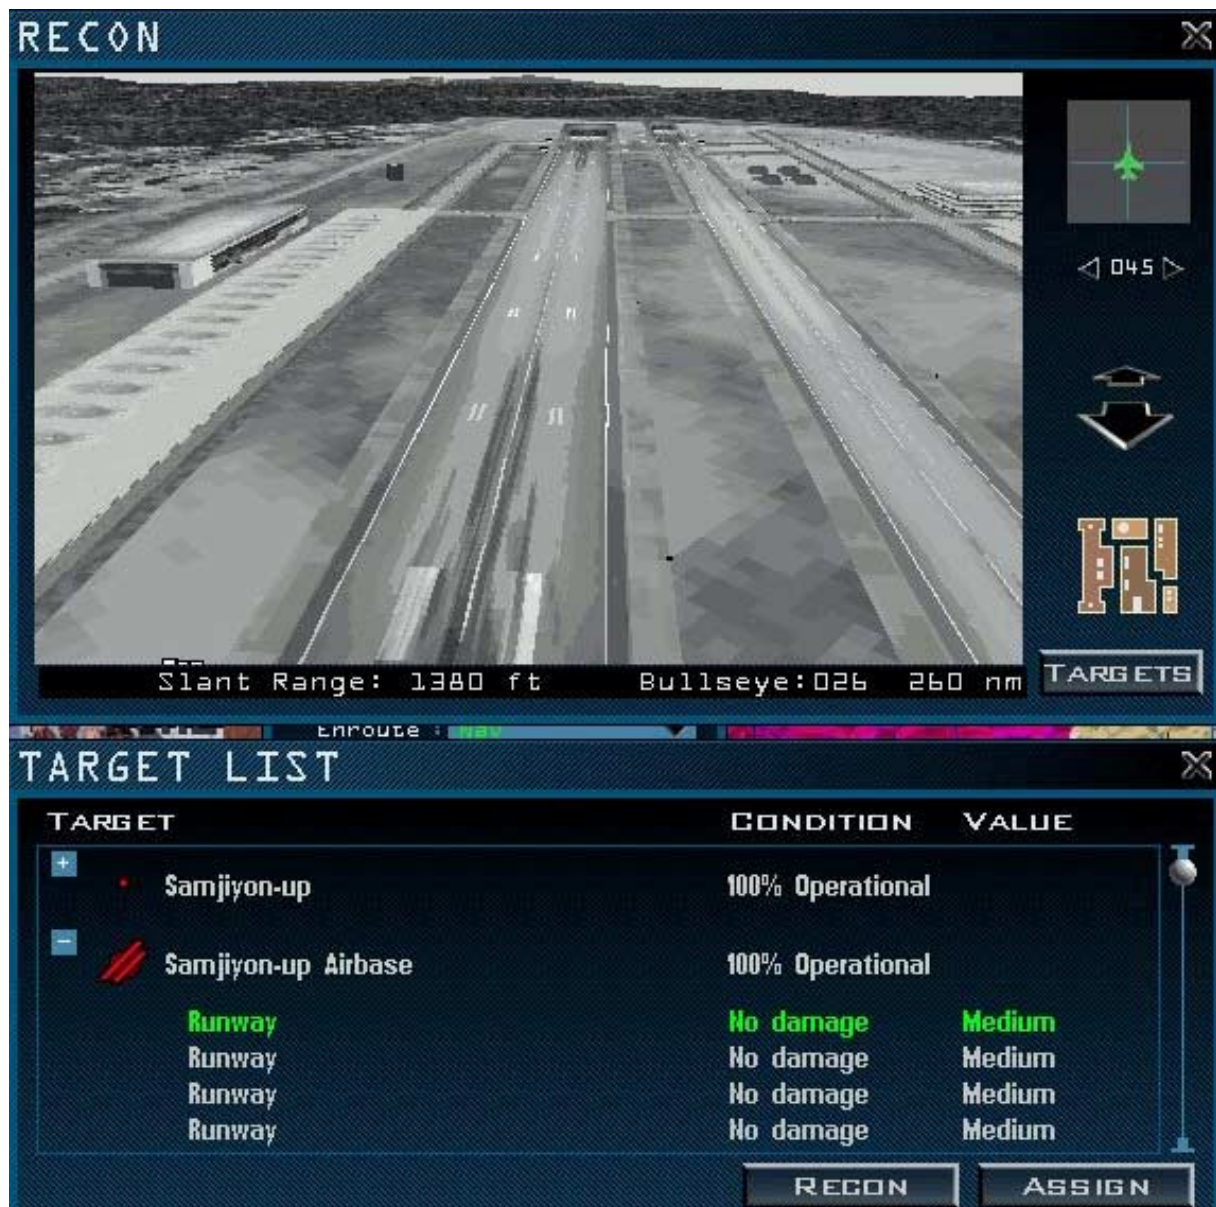 RECON
045
TARGETS
Slant Range: 1380 ft Bullseye:026 260 nm
Enroute : Nav
TARGET LIST
TARGET CONDITION VALUE
+
Samjiyon-up 100% Operational
-
Samjiyon-up Airbase 100% Operational
Runway No damage Medium
Runway No damage Medium
Runway No damage Medium
Runway No damage Medium
RECON ASSIGN